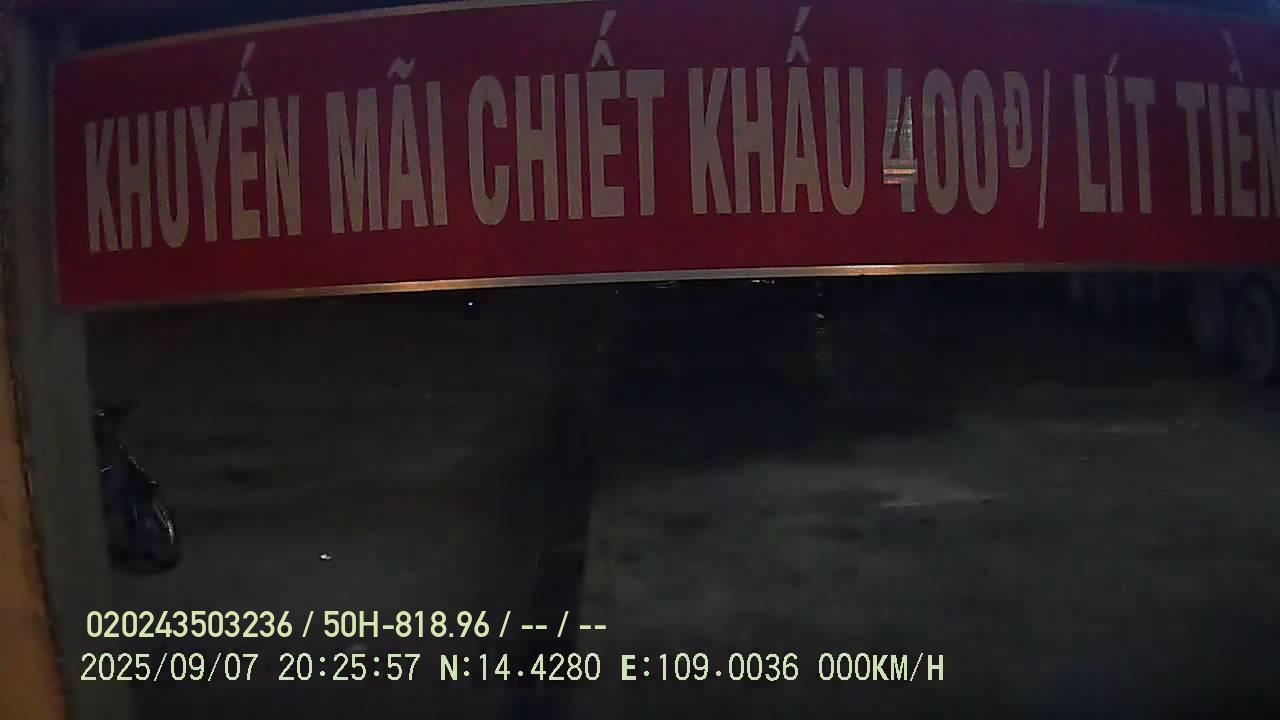 KHUYẾN MÃI CHIẾT KHẤU 400Đ/ LÍT TIỀN
020243503236 / 50H-818.96 / -- / --
2025/09/07 20:25:57 N:14.4280 E:109.0036 000KM/H